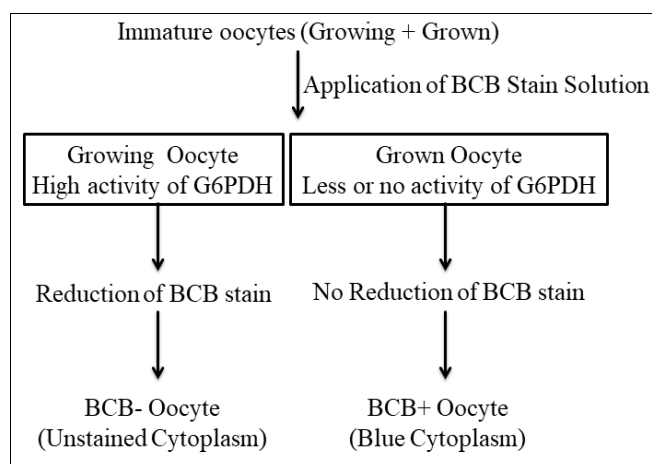 Immature oocytes (Growing + Grown)
Application of BCB Stain Solution
Growing Oocyte
High activity of G6PDH
Grown Oocyte
Less or no activity of G6PDH
Reduction of BCB stain
No Reduction of BCB stain
BCB- Oocyte
(Unstained Cytoplasm)
BCB+ Oocyte
(Blue Cytoplasm)